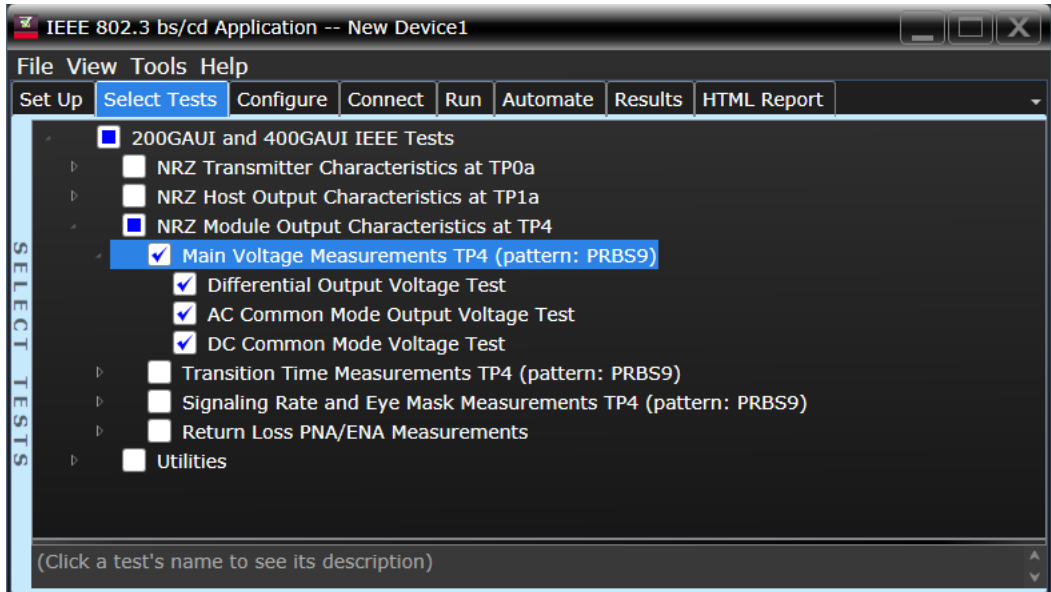 IEEE 802.3 bs/cd Application -- New Device1
File View Tools Help
Set Up Select Tests Configure Connect Run Automate Results HTML Report
SELECT TESTS
200GAUI and 400GAUI IEEE Tests
NRZ Transmitter Characteristics at TP0a
NRZ Host Output Characteristics at TP1a
NRZ Module Output Characteristics at TP4
Main Voltage Measurements TP4 (pattern: PRBS9)
Differential Output Voltage Test
AC Common Mode Output Voltage Test
DC Common Mode Voltage Test
Transition Time Measurements TP4 (pattern: PRBS9)
Signaling Rate and Eye Mask Measurements TP4 (pattern: PRBS9)
Return Loss PNA/ENA Measurements
Utilities
(Click a test's name to see its description)